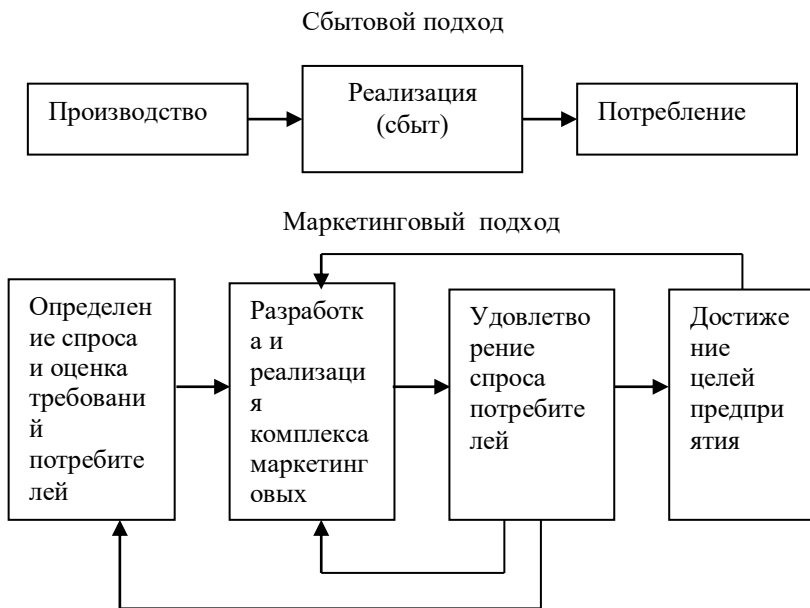 Сбытовой подход
Производство
Реализация
(сбыт)
Потребление
Маркетинговый подход
Определен
ие спроса
и оценка
требовани
й
потребите
лей
Разработк
а и
реализаци
я
комплекса
маркетинг
овых
Удовлетво
рение
спроса
потребите
лей
Достиже
ние
целей
предпри
ятия